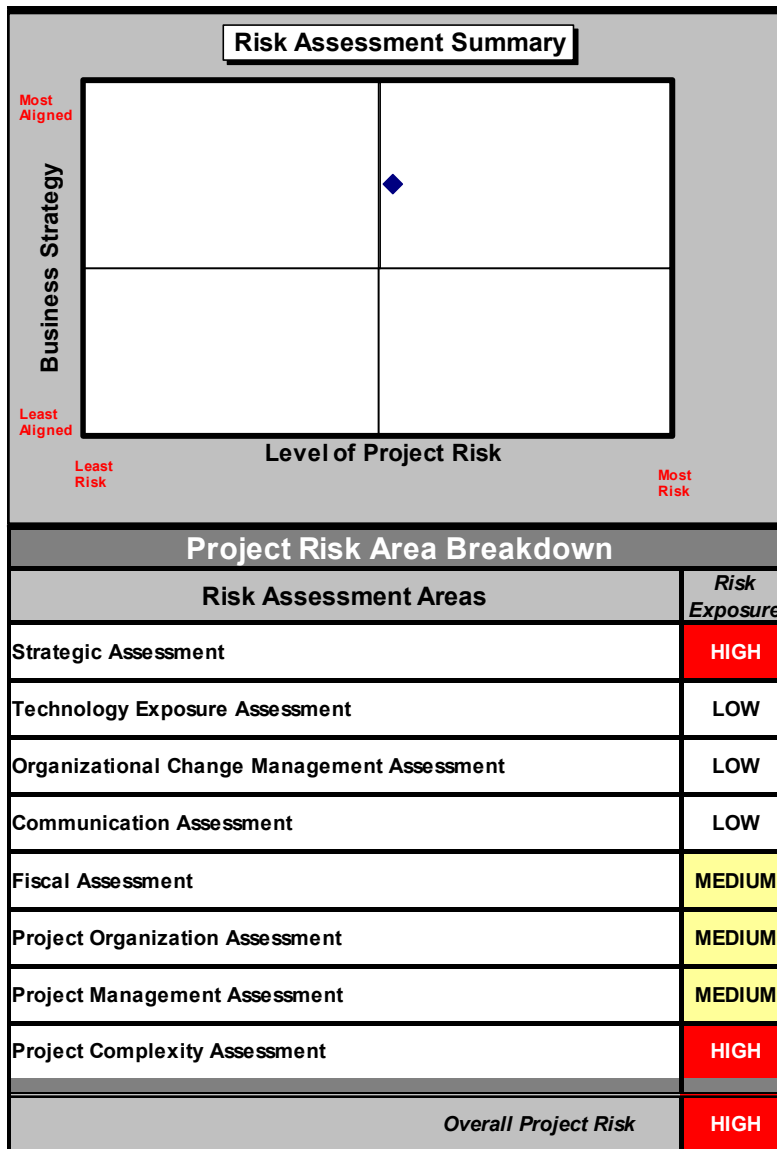 Risk Assessment Summary
Most
Aligned
Business Strategy
Least
Aligned
Level of Project Risk
Least
Risk
Most
Risk
Project Risk Area Breakdown
Risk Assessment Areas
Risk
Exposure
Strategic Assessment HIGH
Technology Exposure Assessment LOW
Organizational Change Management Assessment LOW
Communication Assessment LOW
Fiscal Assessment MEDIUM
Project Organization Assessment MEDIUM
Project Management Assessment MEDIUM
Project Complexity Assessment HIGH
Overall Project Risk HIGH